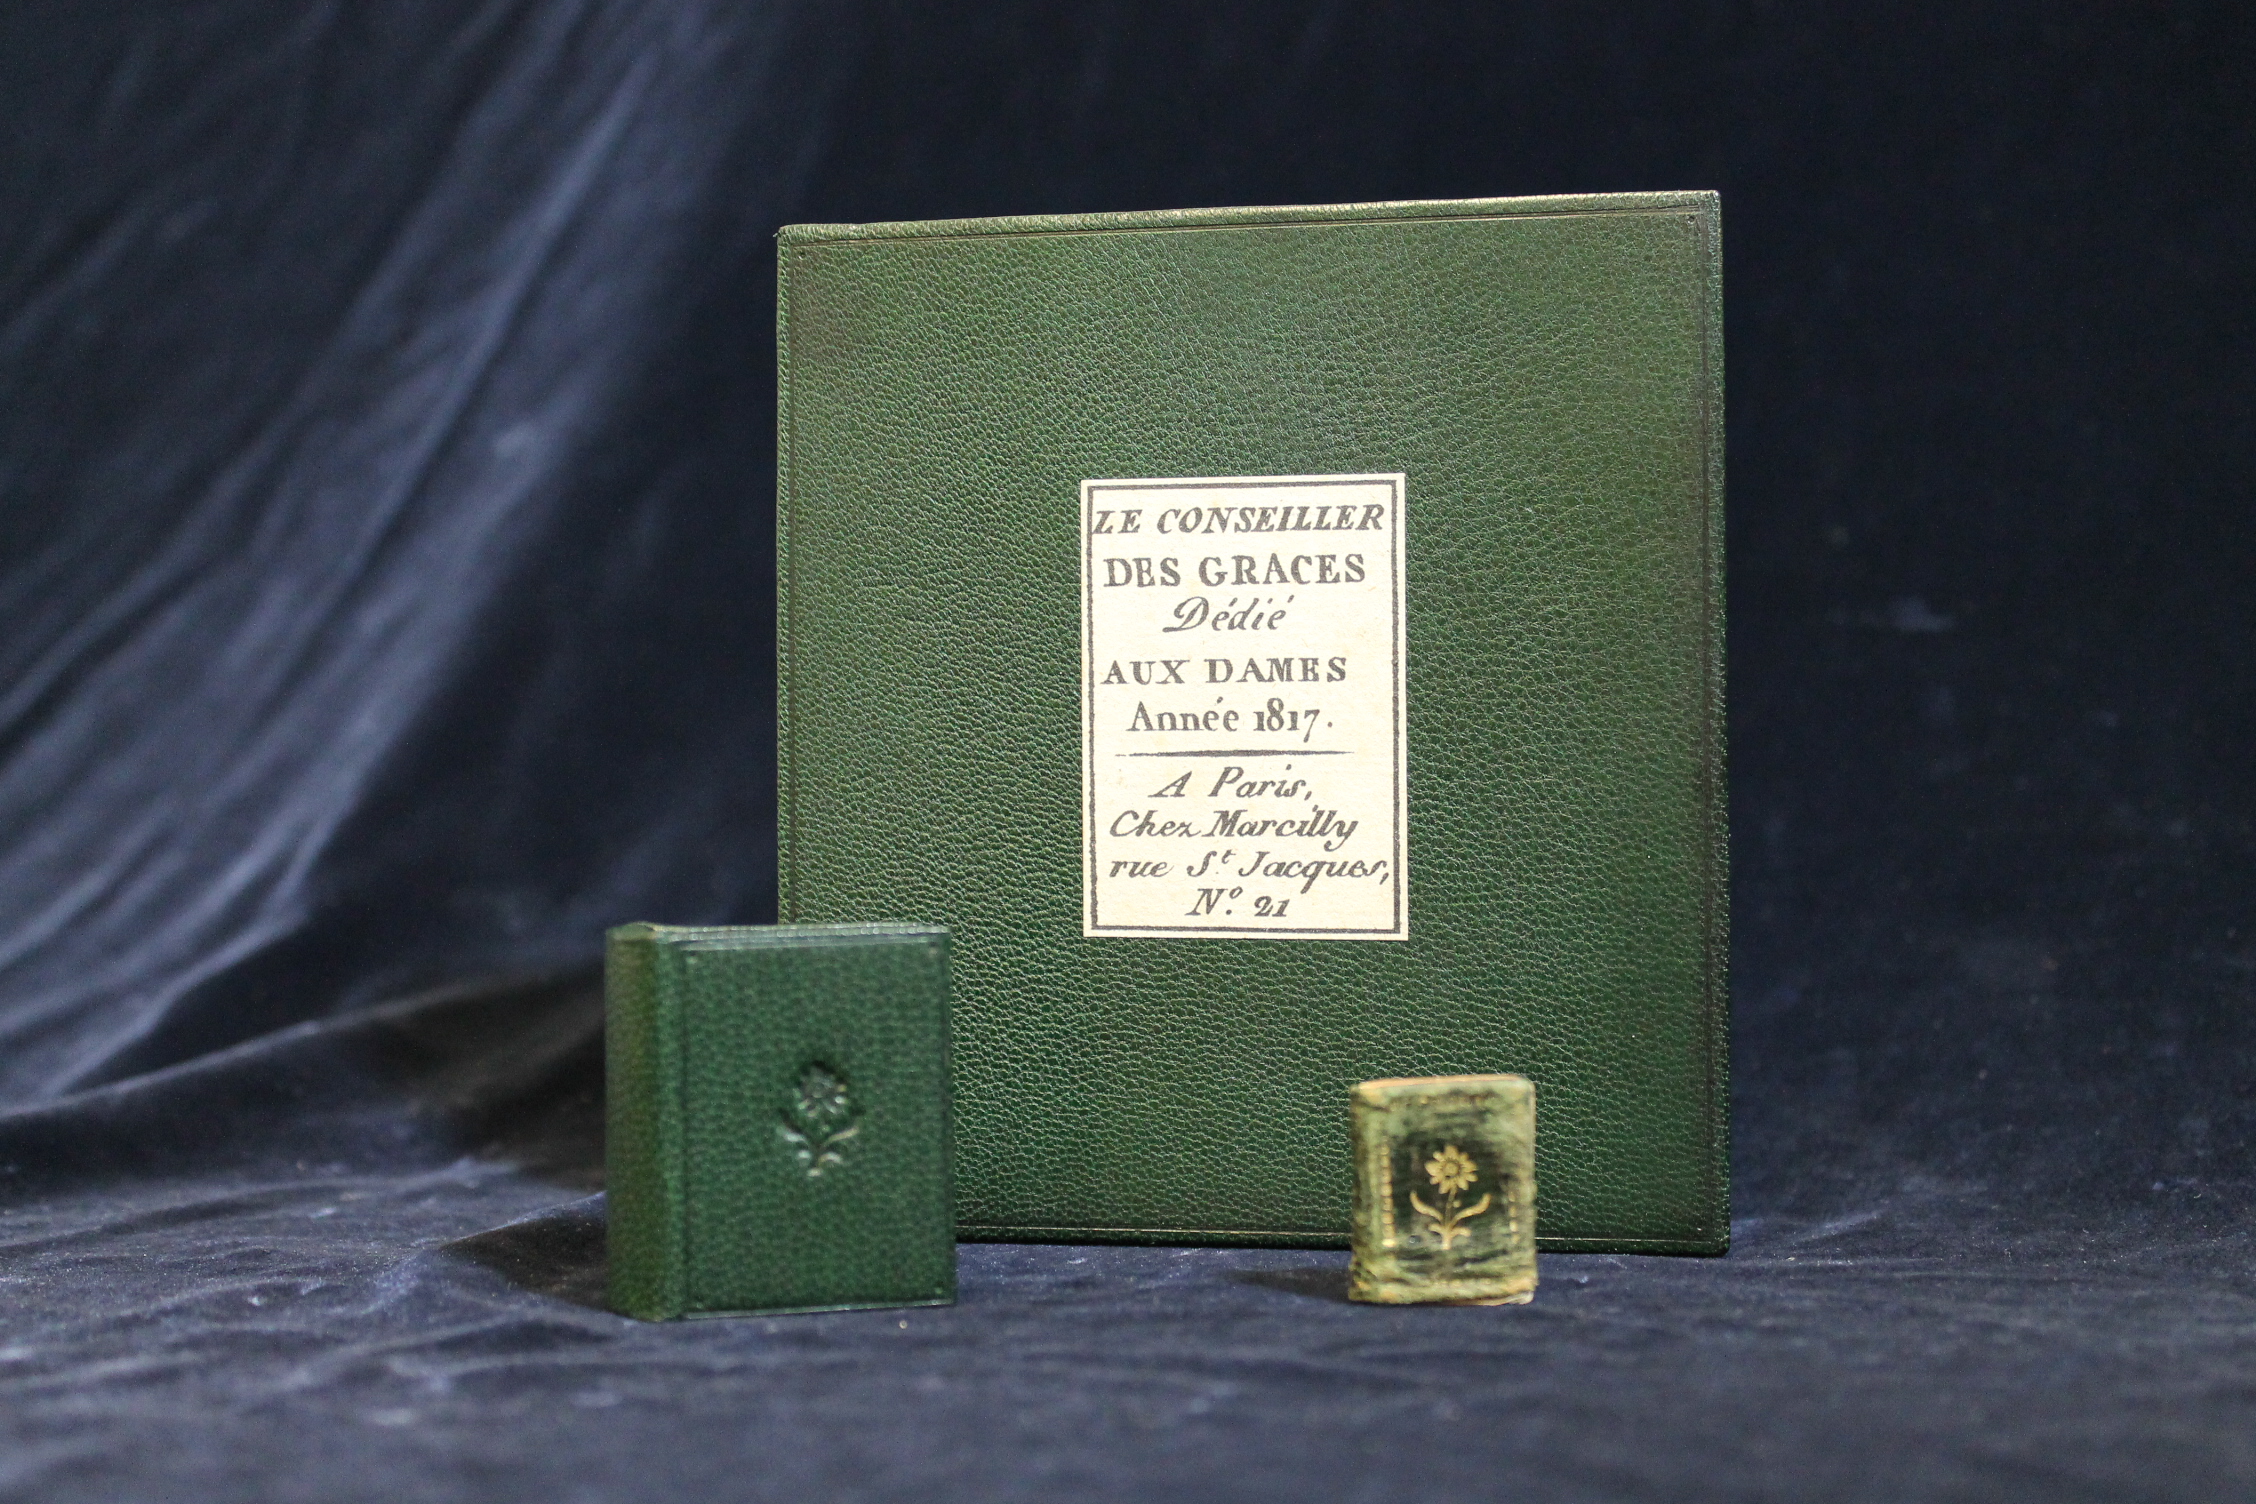 LE CONSEILLER
DES GRACES
Dédié
AUX DAMES
Année 1817.
A Paris,
Chez Marcilly
rue St Jacques,
No. 21